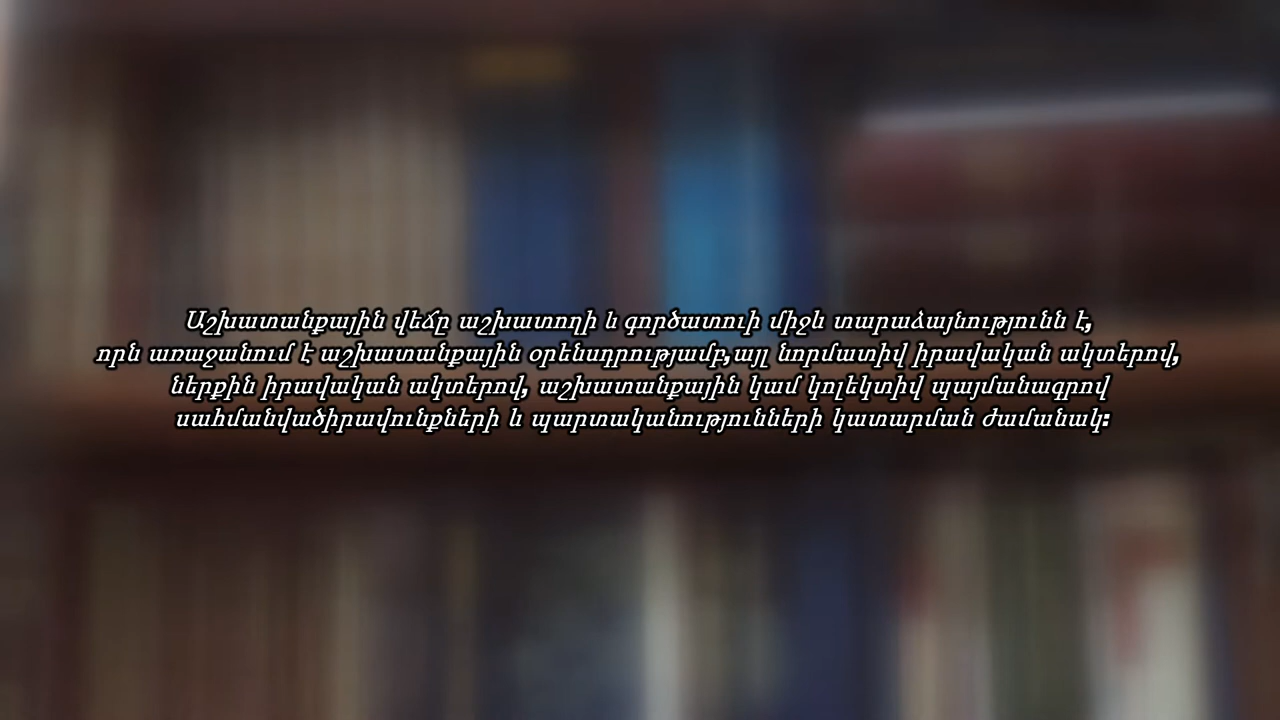 Աշխատանքային վեճը աշխատողի և գործատուի միջև տարաձայնությունն է,
որն առաջանում է աշխատանքային օրենսդրությամբ,այլ նորմատիվ իրավական ակտերով,
ներքին իրավական ակտերով, աշխատանքային կամ կոլեկտիվ պայմանագրով
սահմանվածիրավունքների և պարտականությունների կատարման ժամանակ: